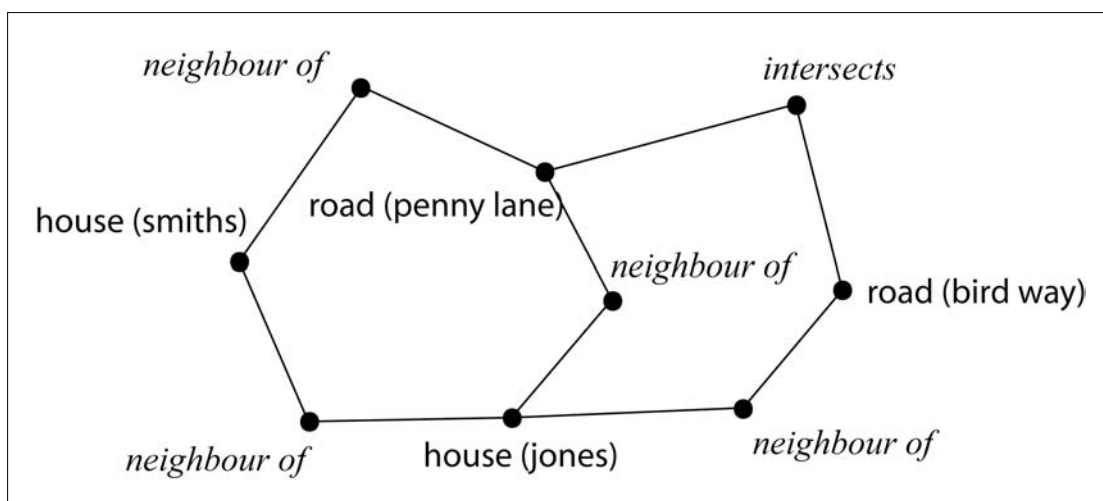 neighbour of
intersects
road (penny lane)
house (smiths)
neighbour of
road (bird way)
neighbour of
house (jones)
neighbour of